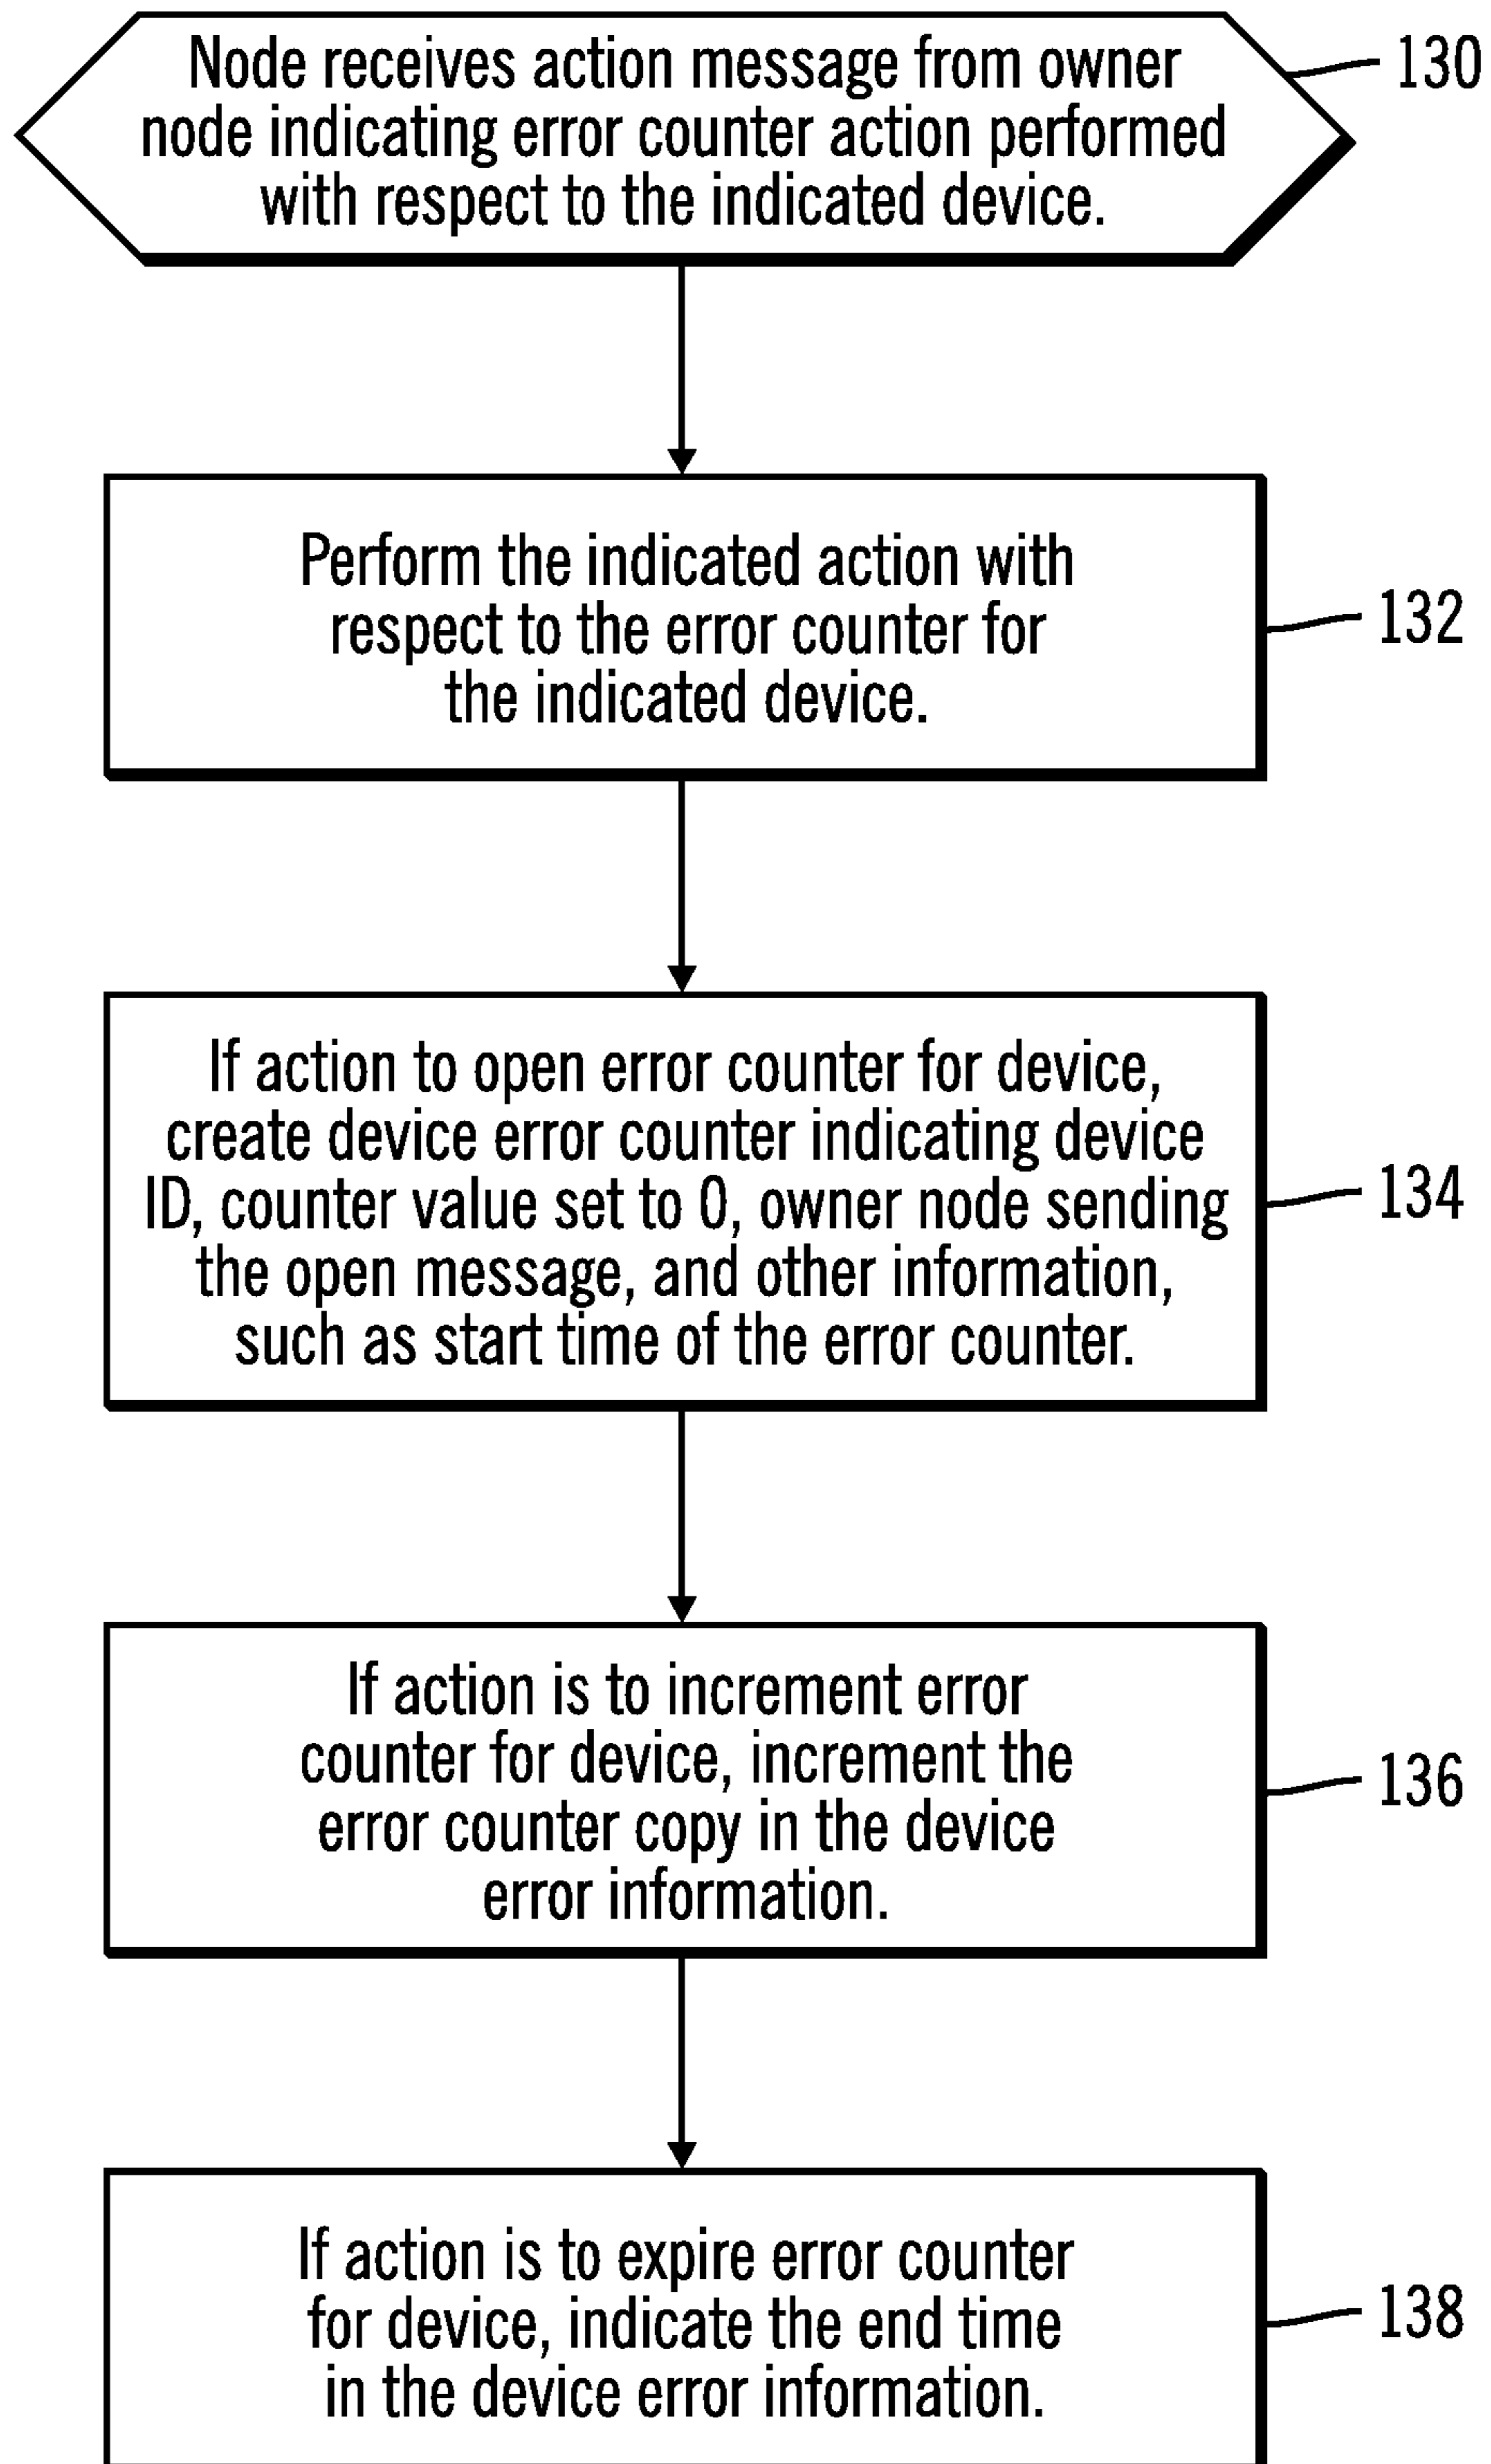 Node receives action message from owner
node indicating error counter action performed
with respect to the indicated device.
130
Perform the indicated action with
respect to the error counter for
the indicated device.
132
If action to open error counter for device,
create device error counter indicating device
ID, counter value set to 0, owner node sending
the open message, and other information,
such as start time of the error counter.
134
If action is to increment error
counter for device, increment the
error counter copy in the device
error information.
136
If action is to expire error counter
for device, indicate the end time
in the device error information.
138